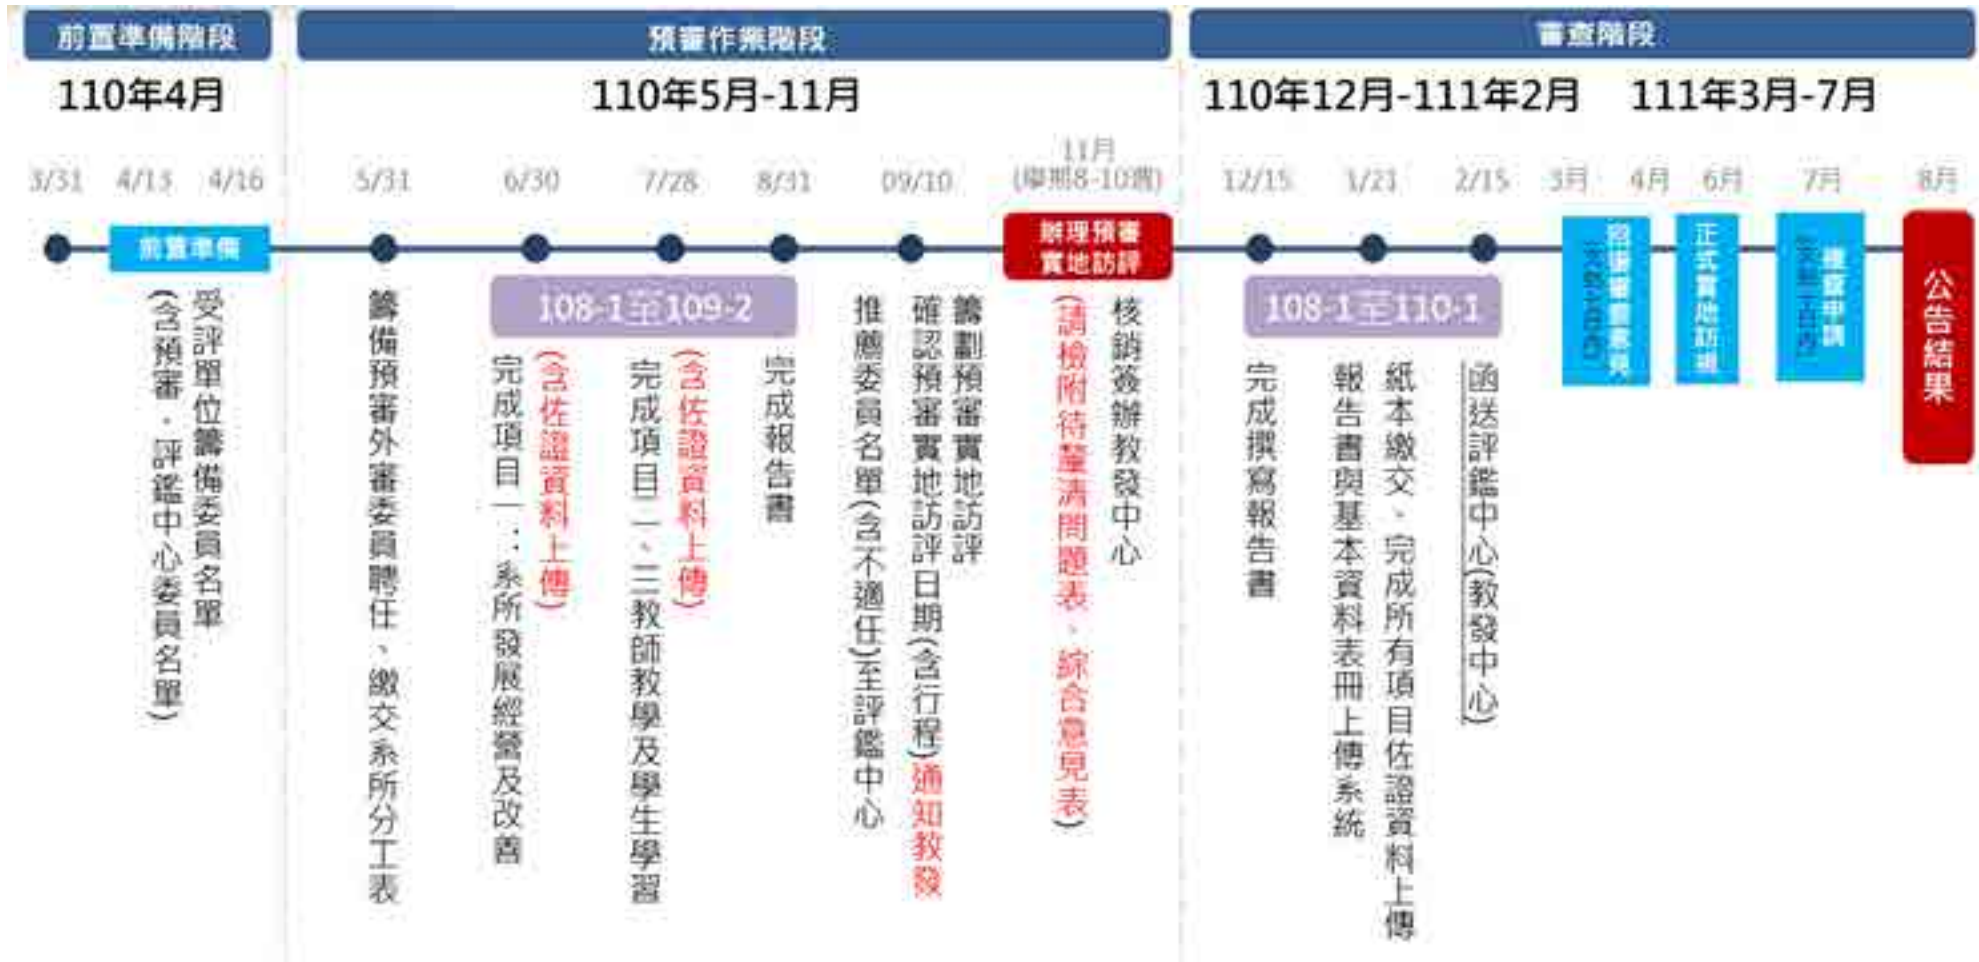 前置準備階段
110年4月
3/31
4/13
4/16
前置準備
受評單位籌備委員名單
(含預審、評鑑中心委員名單)
預審作業階段
110年5月-11月
5/31
籌備預審外審委員聘任、繳交系所分工表
6/30
7/28
8/31
108-1至109-2
(含佐證資料上傳)
完成項目一：系所發展經營及改善
(含佐證資料上傳)
完成項目二、三教師教學及學生學習
完成報告書
09/10
籌劃預審實地訪評
確認預審實地訪評日期(含行程)通知教發
推薦委員名單(含不適任)至評鑑中心
11月
(學期8-10週)
辦理預審
實地訪評
核銷簽辦教發中心
(請檢附待釐清問題表、綜合意見表)
審查階段
110年12月-111年2月
111年3月-7月
12/15
1/21
2/15
108-1至110-1
完成撰寫報告書
紙本繳交、完成所有項目佐證資料上傳
報告書與基本資料表冊上傳系統
函送評鑑中心(教發中心)
3月
4月
6月
正式實地訪視
7月
申請
8月
公告結果